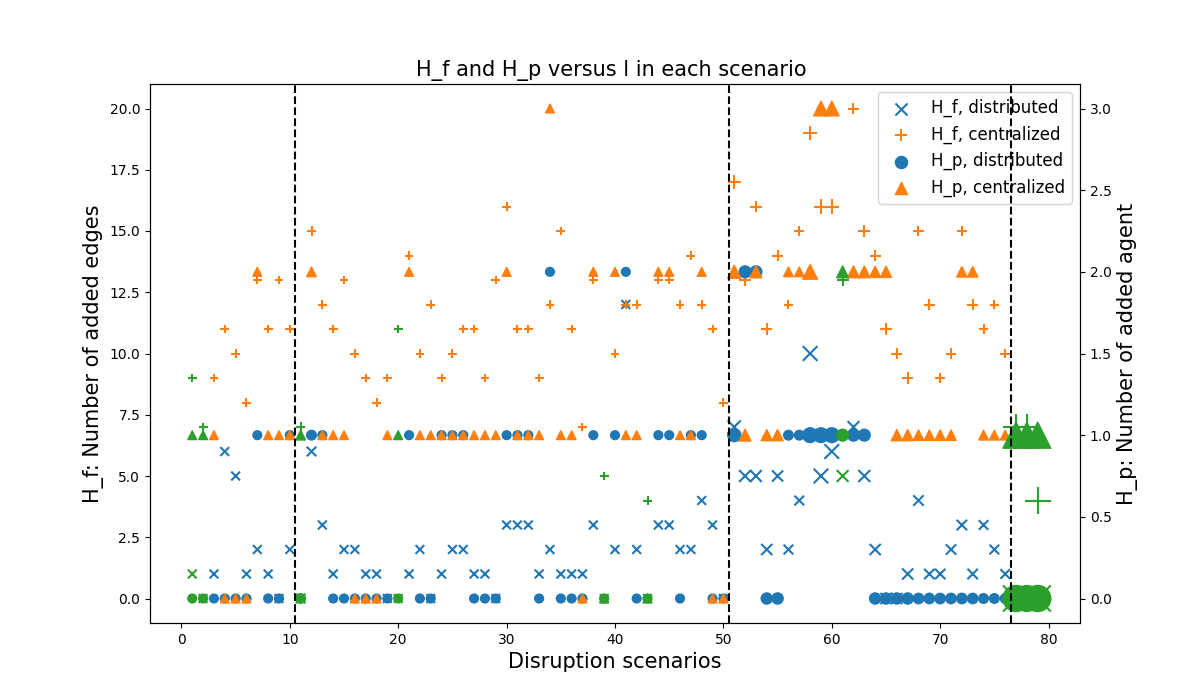 H_f and H_p versus l in each scenario
H_f, distributed
H_f, centralized
H_p, distributed
H_p, centralized
H_f: Number of added edges
20.0
17.5
15.0
12.5
10.0
7.5
5.0
2.5
0.0
3.0
2.5
2.0
1.5
1.0
0.5
0.0
H_p: Number of added agent
0 10 20 30 40 50 60 70 80
Disruption scenarios